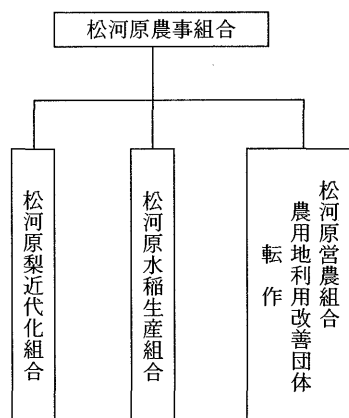 松河原農事組合
松河原梨近代化組合
松河原水稲生産組合
松河原営農組合
農用地利用改善団体
転作